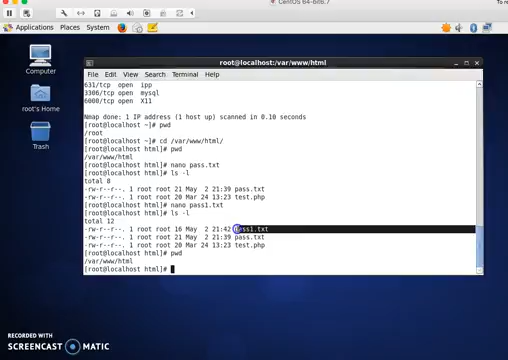 CentOS 64-bit6.7
To re
Applications Places System
Computer
root's Home
Trash
root@localhost:/var/www/html
File Edit View Search Terminal Help
631/tcp open ipp
3306/tcp open mysql
6000/tcp open X11
Nmap done: 1 IP address (1 host up) scanned in 0.10 seconds
[root@localhost ~]# pwd
/root
[root@localhost ~]# cd /var/www/html/
[root@localhost html]# pwd
/var/www/html
[root@localhost html]# nano pass.txt
[root@localhost html]# ls -l
total 8
-rw-r--r--. 1 root root 21 May 2 21:39 pass.txt
-rw-r--r--. 1 root root 20 Mar 24 13:23 test.php
[root@localhost html]# nano pass1.txt
[root@localhost html]# ls -l
total 12
-rw-r--r--. 1 root root 16 May 2 21:42 pass1.txt
-rw-r--r--. 1 root root 21 May 2 21:39 pass.txt
-rw-r--r--. 1 root root 20 Mar 24 13:23 test.php
[root@localhost html]# pwd
/var/www/html
[root@localhost html]#
RECORDED WITH
SCREENCAST MATIC